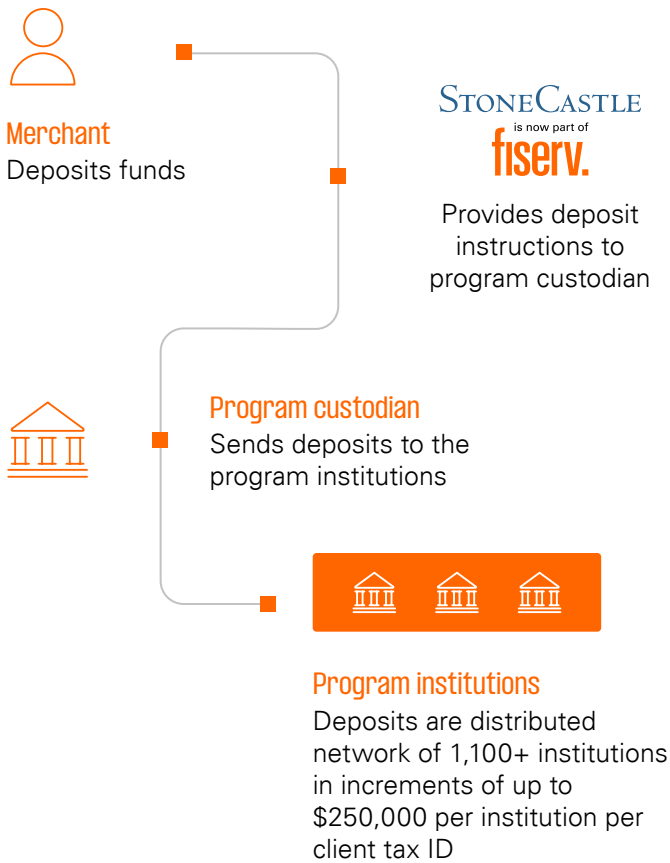 Merchant
Deposits funds
STONECASTLE
is now part of
fiserv.
Provides deposit
instructions to
program custodian
Program custodian
Sends deposits to the
program institutions
Program institutions
Deposits are distributed
network of 1,100+ institutions
in increments of up to
$250,000 per institution per
client tax ID